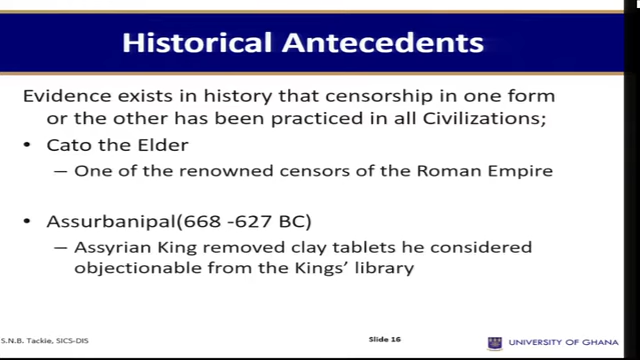 Historical Antecedents
Evidence exists in history that censorship in one form
or the other has been practiced in all Civilizations;
• Cato the Elder
– One of the renowned censors of the Roman Empire
• Assurbanipal(668 -627 BC)
– Assyrian King removed clay tablets he considered
objectionable from the Kings' library
S.N.B. Tackie, SICS-DIS
Slide 16
UNIVERSITY OF GHANA